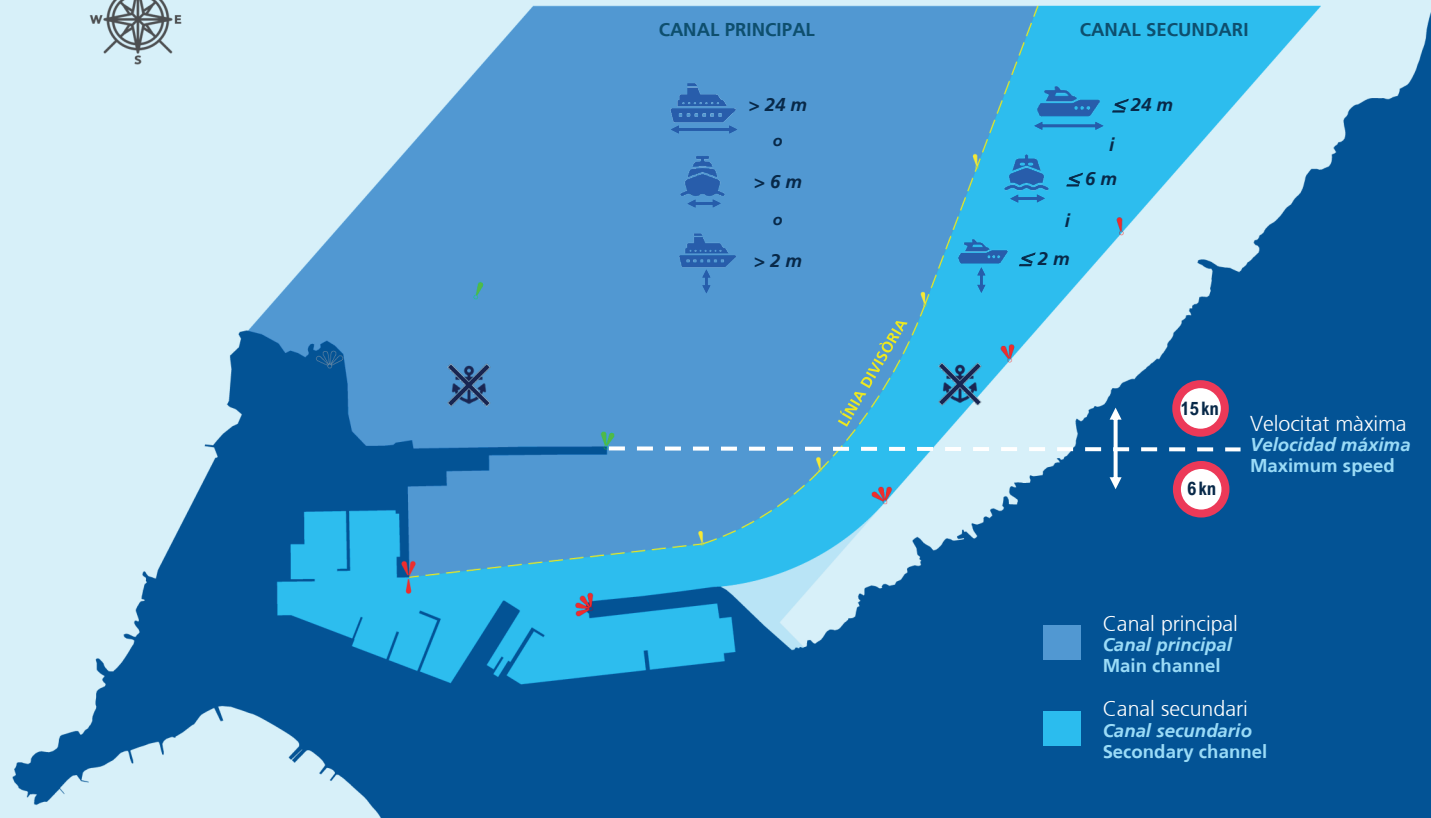 W
E
S
CANAL PRINCIPAL
> 24 m
o
> 6 m
o
> 2 m
CANAL SECUNDARI
≤ 24 m
i
≤ 6 m
i
≤ 2 m
LÍNIA DIVISÒRIA
15 kn
6 kn
Velocitat màxima
Velocidad máxima
Maximum speed
Canal principal
Canal principal
Main channel
Canal secundari
Canal secundario
Secondary channel